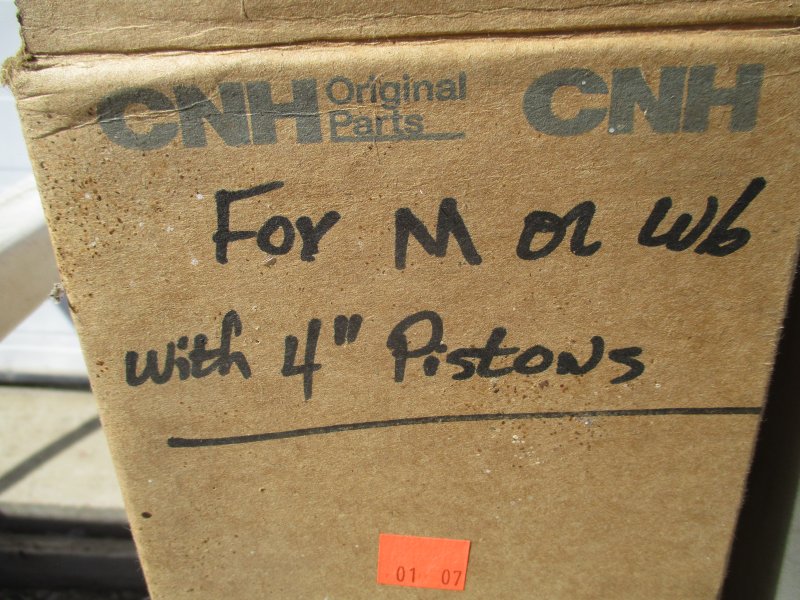 CNH Original Parts CNH
For M or W6
with 4" Pistons
01 07